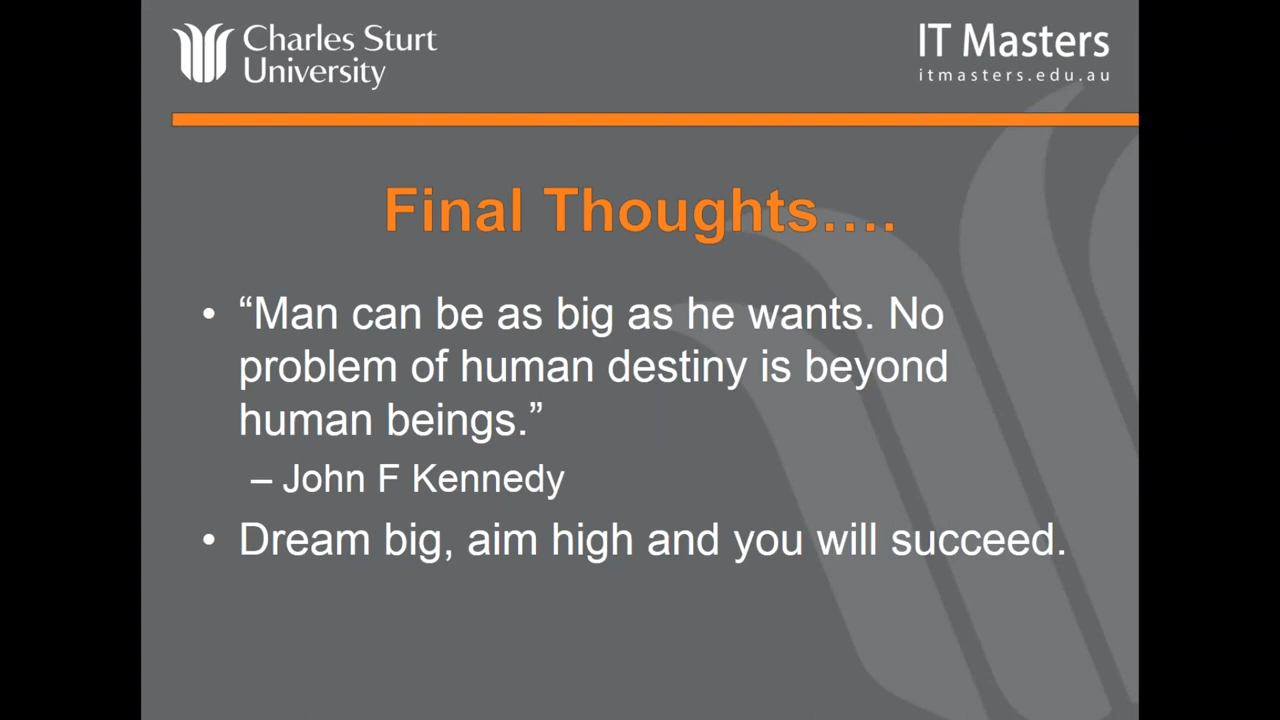 Charles Sturt
University
IT Masters
itmasters.edu.au
Final Thoughts....
• “Man can be as big as he wants. No
problem of human destiny is beyond
human beings.”
– John F Kennedy
• Dream big, aim high and you will succeed.